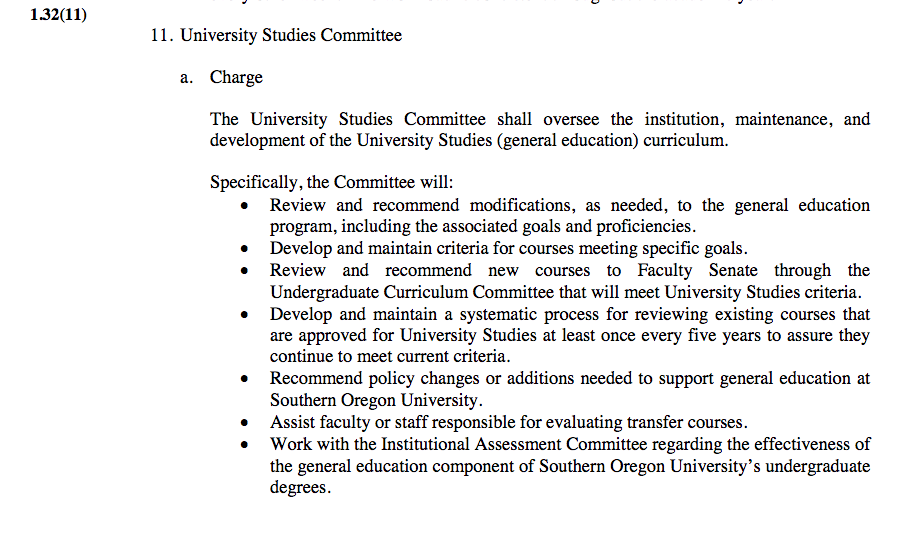 1.32(11)
11. University Studies Committee
a. Charge
The University Studies Committee shall oversee the institution, maintenance, and
development of the University Studies (general education) curriculum.
Specifically, the Committee will:
• Review and recommend modifications, as needed, to the general education
program, including the associated goals and proficiencies.
• Develop and maintain criteria for courses meeting specific goals.
• Review and recommend new courses to Faculty Senate through the
Undergraduate Curriculum Committee that will meet University Studies criteria.
• Develop and maintain a systematic process for reviewing existing courses that
are approved for University Studies at least once every five years to assure they
continue to meet current criteria.
• Recommend policy changes or additions needed to support general education at
Southern Oregon University.
• Assist faculty or staff responsible for evaluating transfer courses.
• Work with the Institutional Assessment Committee regarding the effectiveness of
the general education component of Southern Oregon University's undergraduate
degrees.